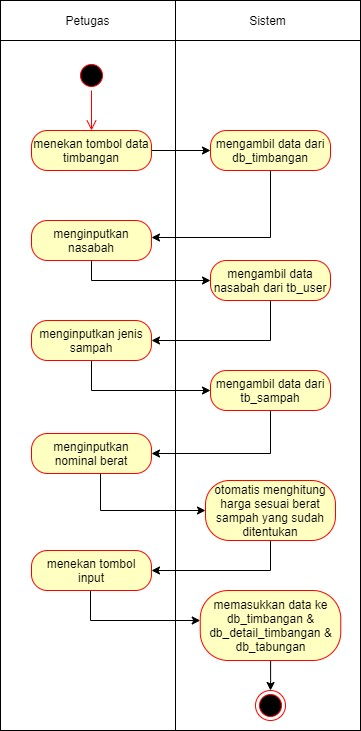 Petugas
Sistem
menekan tombol data
timbangan
mengambil data dari
db_timbangan
menginputkan
nasabah
mengambil data
nasabah dari tb_user
menginputkan jenis
sampah
mengambil data dari
tb_sampah
menginputkan
nominal berat
otomatis menghitung
harga sesuai berat
sampah yang sudah
ditentukan
menekan tombol
input
memasukkan data ke
db_timbangan &
db_detail_timbangan &
db_tabungan